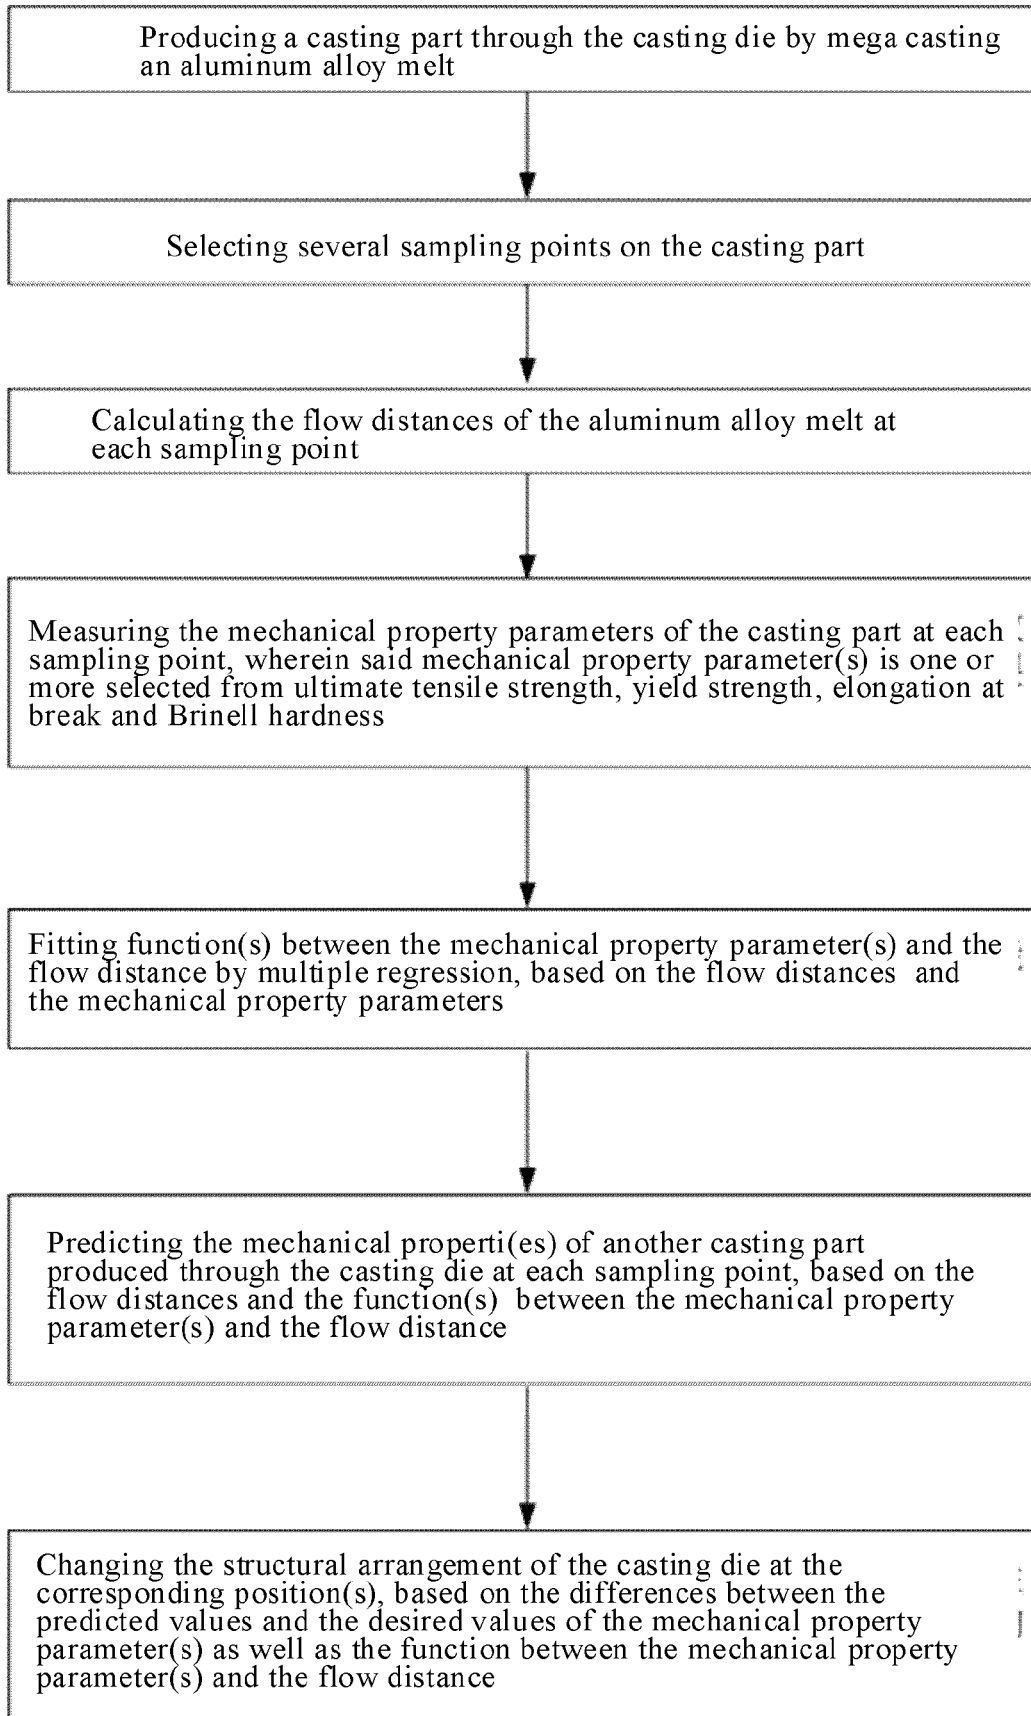 Producing a casting part through the casting die by mega casting
an aluminum alloy melt
Selecting several sampling points on the casting part
Calculating the flow distances of the aluminum alloy melt at
each sampling point
Measuring the mechanical property parameters of the casting part at each
sampling point, wherein said mechanical property parameter(s) is one or
more selected from ultimate tensile strength, yield strength, elongation at
break and Brinell hardness
Fitting function(s) between the mechanical property parameter(s) and the
flow distance by multiple regression, based on the flow distances and
the mechanical property parameters
Predicting the mechanical properti(es) of another casting part
produced through the casting die at each sampling point, based on the
flow distances and the function(s) between the mechanical property
parameter(s) and the flow distance
Changing the structural arrangement of the casting die at the
corresponding position(s), based on the differences between the
predicted values and the desired values of the mechanical property
parameter(s) as well as the function between the mechanical property
parameter(s) and the flow distance